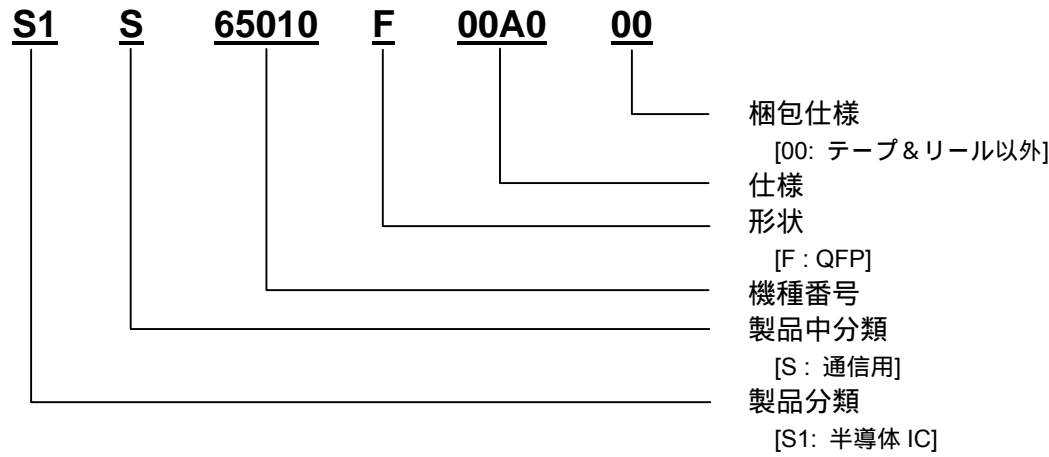 S1 S 65010 F 00A0 00
梱包仕様
[00: テープ＆リール以外]
仕様
形状
[F : QFP]
機種番号
製品中分類
[S : 通信用]
製品分類
[S1: 半導体 IC]